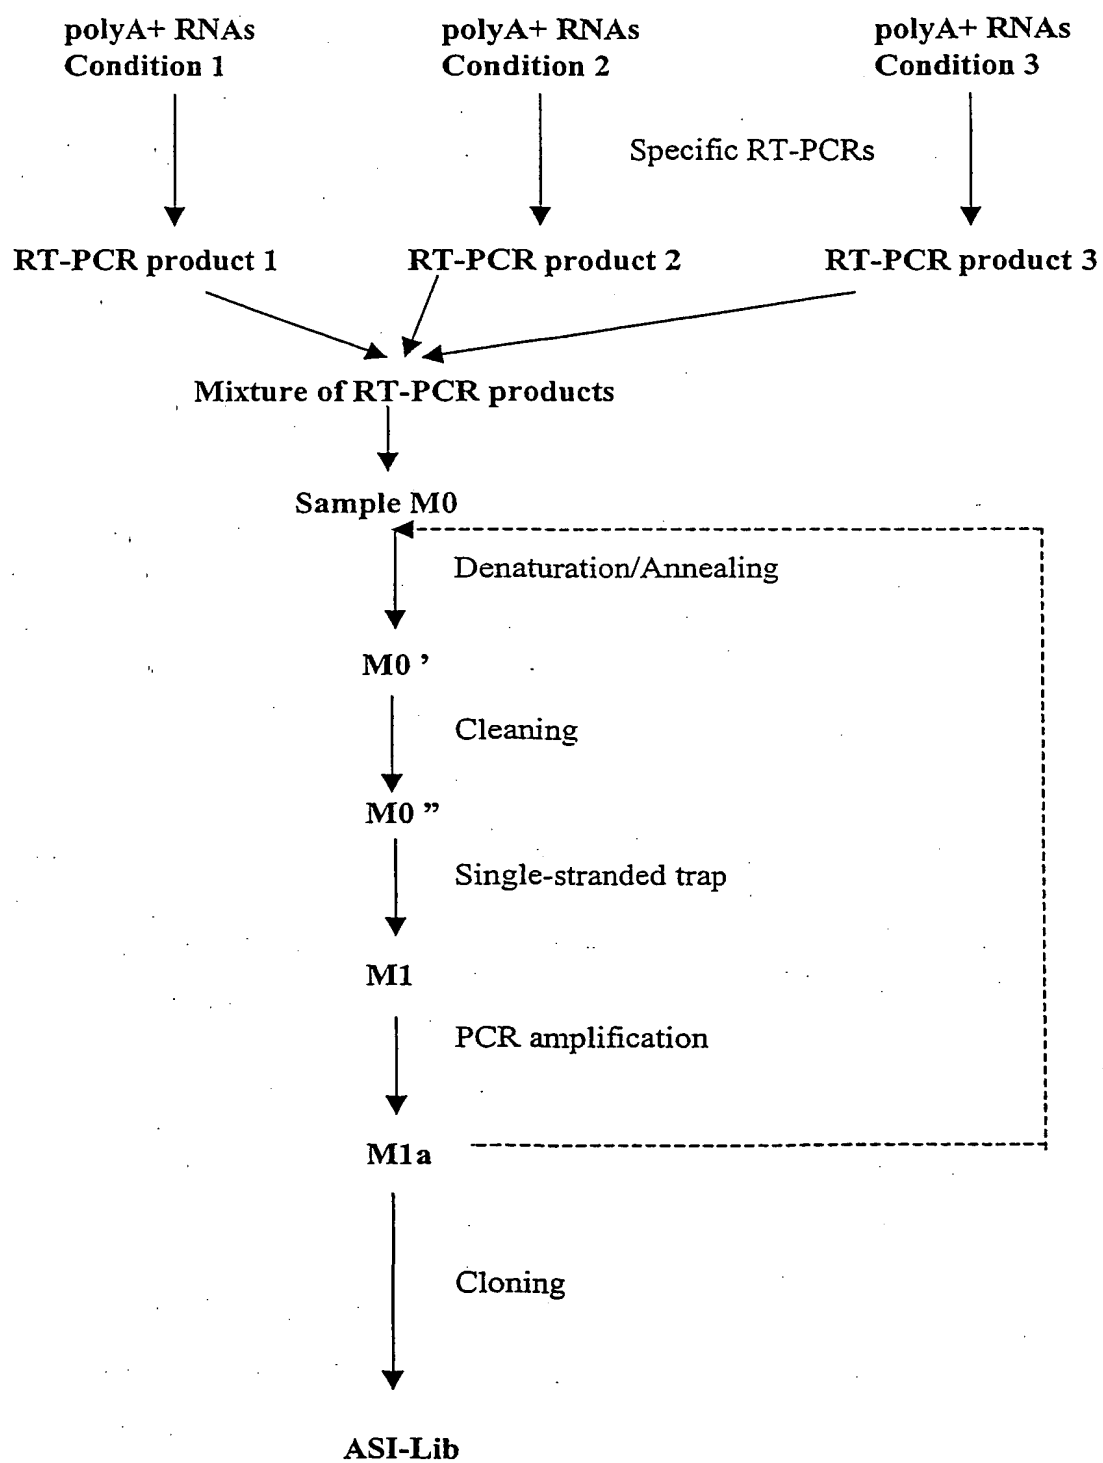 polyA+ RNAs
Condition 1
polyA+ RNAs
Condition 2
polyA+ RNAs
Condition 3
Specific RT-PCRs
RT-PCR product 1
RT-PCR product 2
RT-PCR product 3
Mixture of RT-PCR products
Sample M0
Denaturation/Annealing
M0 ’
Cleaning
M0 ”
Single-stranded trap
M1
PCR amplification
M1a
Cloning
ASI-Lib